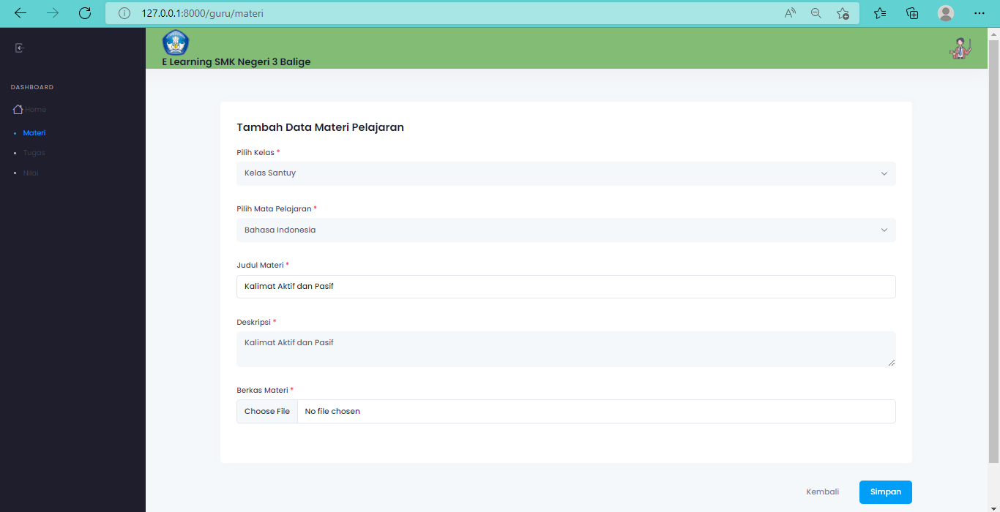 127.0.0.1:8000/guru/materi
E Learning SMK Negeri 3 Balige
DASHBOARD
Home
Materi
Tugas
Nilai
Tambah Data Materi Pelajaran
Pilih Kelas *
Kelas Santuy
Pilih Mata Pelajaran *
Bahasa Indonesia
Judul Materi *
Kalimat Aktif dan Pasif
Deskripsi *
Kalimat Aktif dan Pasif
Berkas Materi *
Choose File No file chosen
Kembali Simpan